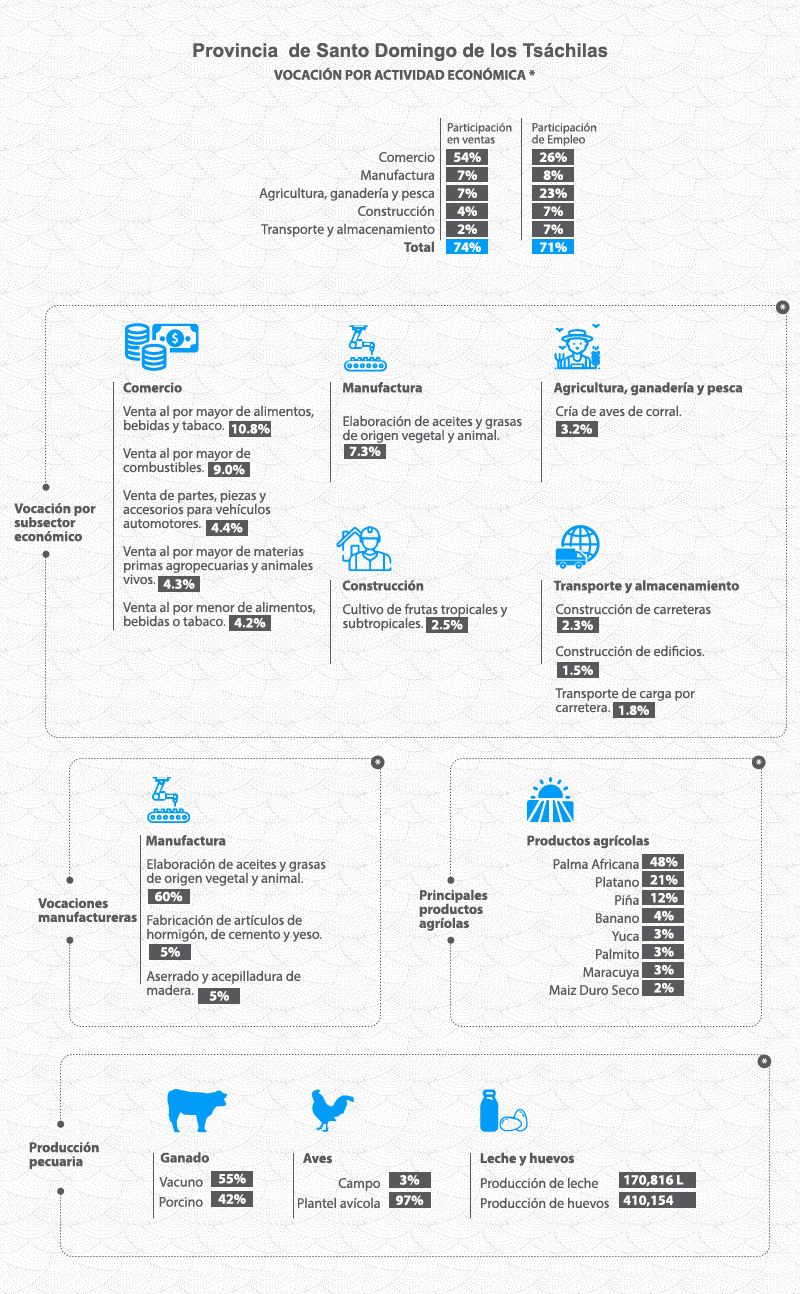 Provincia de Santo Domingo de los Tsáchilas
VOCACIÓN POR ACTIVIDAD ECONÓMICA *
Participación
en ventas
Participación
de Empleo
Comercio 54% 26%
Manufactura 7% 8%
Agricultura, ganadería y pesca 7% 23%
Construcción 4% 7%
Transporte y almacenamiento 2% 7%
Total 74% 71%
*
Vocación por
subsector
económico
Comercio
Venta al por mayor de alimentos,
bebidas y tabaco. 10.8%
Venta al por mayor de
combustibles. 9.0%
Venta de partes, piezas y
accesorios para vehículos
automotores. 4.4%
Venta al por mayor de materias
primas agropecuarias y animales
vivos. 4.3%
Venta al por menor de alimentos,
bebidas o tabaco. 4.2%
Manufactura
Elaboración de aceites y grasas
de origen vegetal y animal.
7.3%
Agricultura, ganadería y pesca
Cría de aves de corral.
3.2%
Construcción
Cultivo de frutas tropicales y
subtropicales. 2.5%
Transporte y almacenamiento
Construcción de carreteras
2.3%
Construcción de edificios.
1.5%
Transporte de carga por
carretera. 1.8%
*
Vocaciones
manufactureras
Manufactura
Elaboración de aceites y grasas
de origen vegetal y animal.
60%
Fabricación de artículos de
hormigón, de cemento y yeso.
5%
Aserrado y acepilladura de
madera. 5%
*
Principales
productos
agríolas
Productos agrícolas
Palma Africana 48%
Platano 21%
Piña 12%
Banano 4%
Yuca 3%
Palmito 3%
Maracuya 3%
Maiz Duro Seco 2%
*
Producción
pecuaria
Ganado
Vacuno 55%
Porcino 42%
Aves
Campo 3%
Plantel avícola 97%
Leche y huevos
Producción de leche 170,816 L
Producción de huevos 410,154